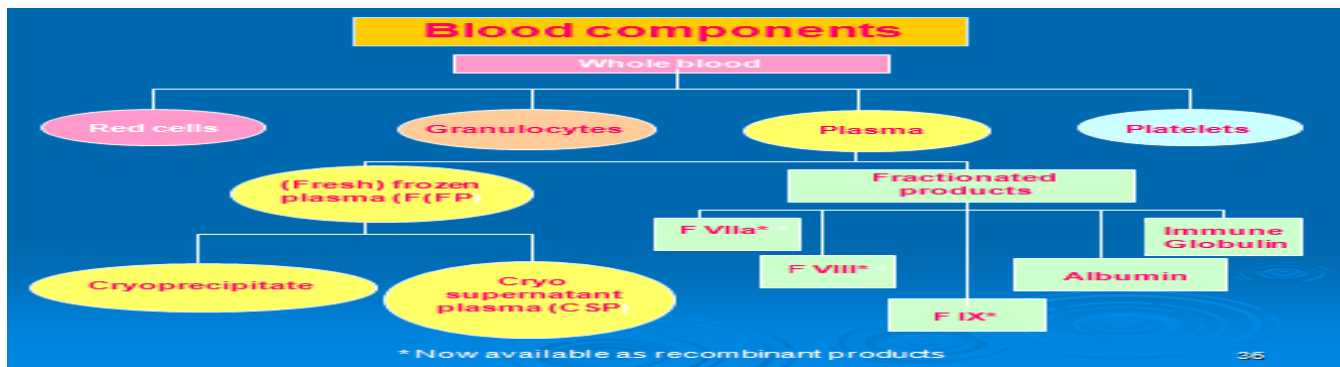 Blood components
Whole blood
Red cells
Granulocytes
Plasma
Platelets
(Fresh) frozen
plasma (F(FP)
Fractionated
products
F VIIa* *
F VIII* *
F IX*
Albumin
Immune
Globulin
Cryoprecipitate
Cryo
supernatant
plasma (CSP)
* Now available as recombinant products
36